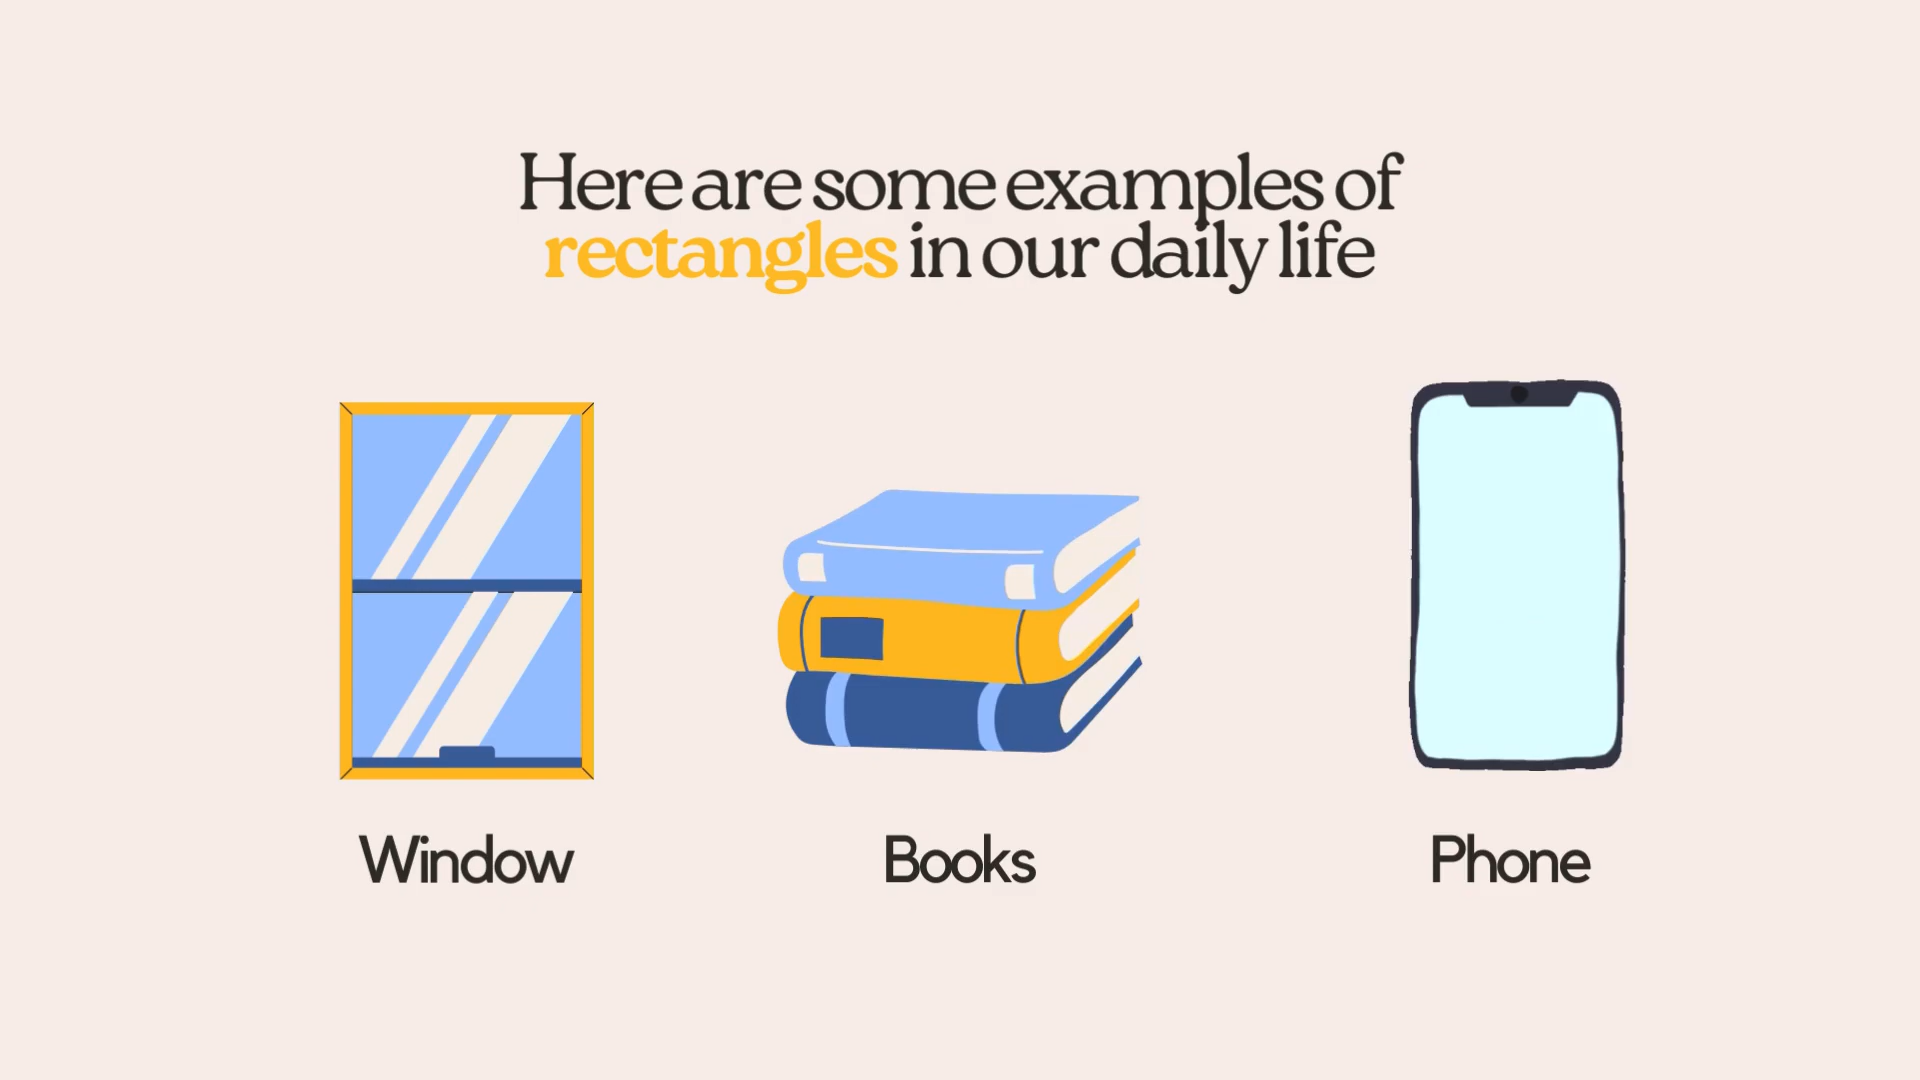 Here are some examples of
rectangles in our daily life
Window
Books
Phone